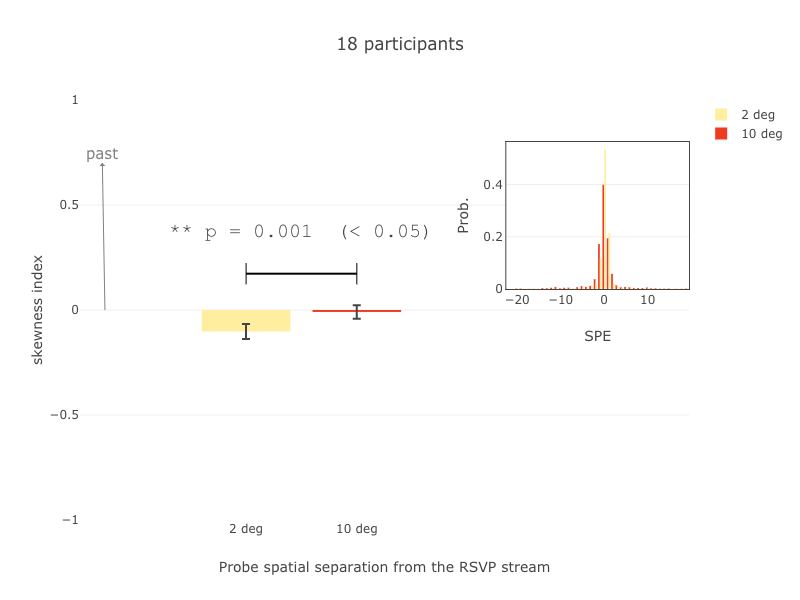 18 participants
2 deg
10 deg
past
** p = 0.001  (< 0.05)
skewness index
1
0.5
0
−0.5
−1
2 deg
10 deg
Probe spatial separation from the RSVP stream
Prob.
0.4
0.2
0
−20
−10
0
10
SPE